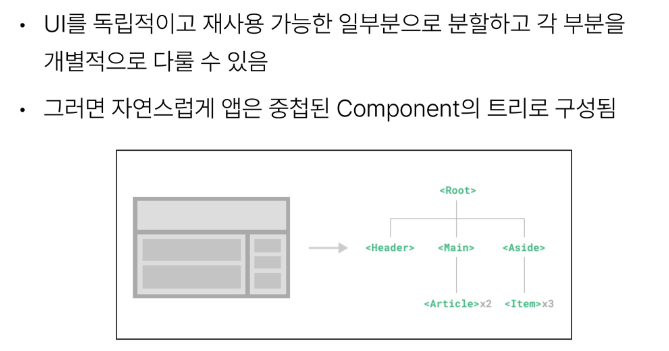 • UI를 독립적이고 재사용 가능한 일부분으로 분할하고 각 부분을
개별적으로 다룰 수 있음
• 그러면 자연스럽게 앱은 중첩된 Component의 트리로 구성됨
<Root>
<Header> <Main> <Aside>
<Article>x2 <Item>x3